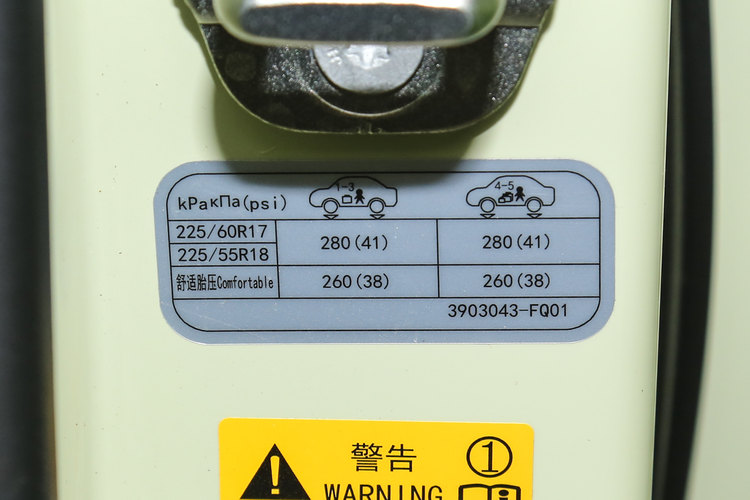 kPaкПа(psi) 1-3 4-5
225/60R17 280(41) 280(41)
225/55R18
舒适胎压Comfortable 260(38) 260(38)
3903043-FQ01
警告 1
WARNING